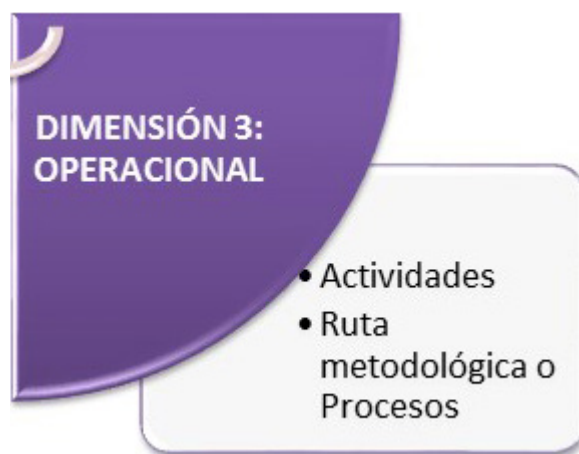 DIMENSIÓN 3:
OPERACIONAL
• Actividades
• Ruta
metodológica o
Procesos